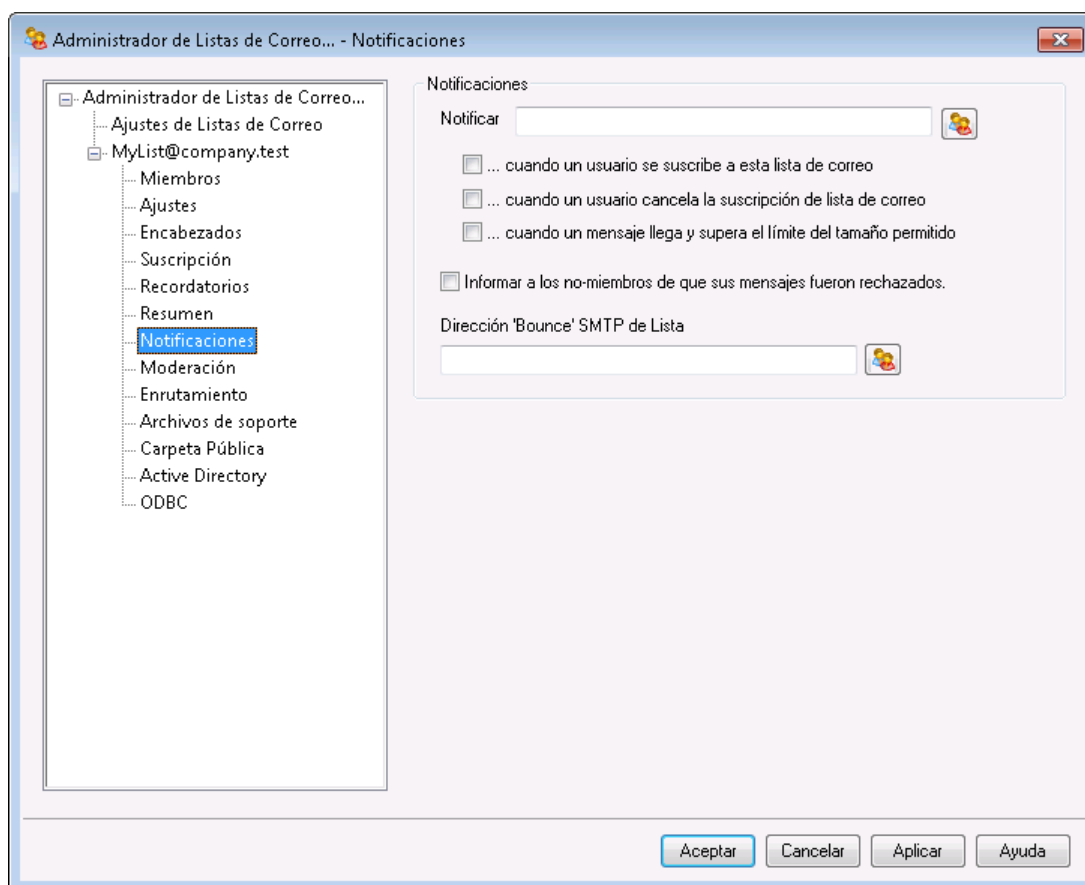 Administrador de Listas de Correo... - Notificaciones
Administrador de Listas de Correo...
Ajustes de Listas de Correo
MyList@company.test
Miembros
Ajustes
Encabezados
Suscripción
Recordatorios
Resumen
Notificaciones
Moderación
Enrutamiento
Archivos de soporte
Carpeta Pública
Active Directory
ODBC
Notificaciones
Notificar
... cuando un usuario se suscribe a esta lista de correo
... cuando un usuario cancela la suscripción de lista de correo
... cuando un mensaje llega y supera el límite del tamaño permitido
Informar a los no-miembros de que sus mensajes fueron rechazados.
Dirección 'Bounce' SMTP de Lista
Aceptar
Cancelar
Aplicar
Ayuda